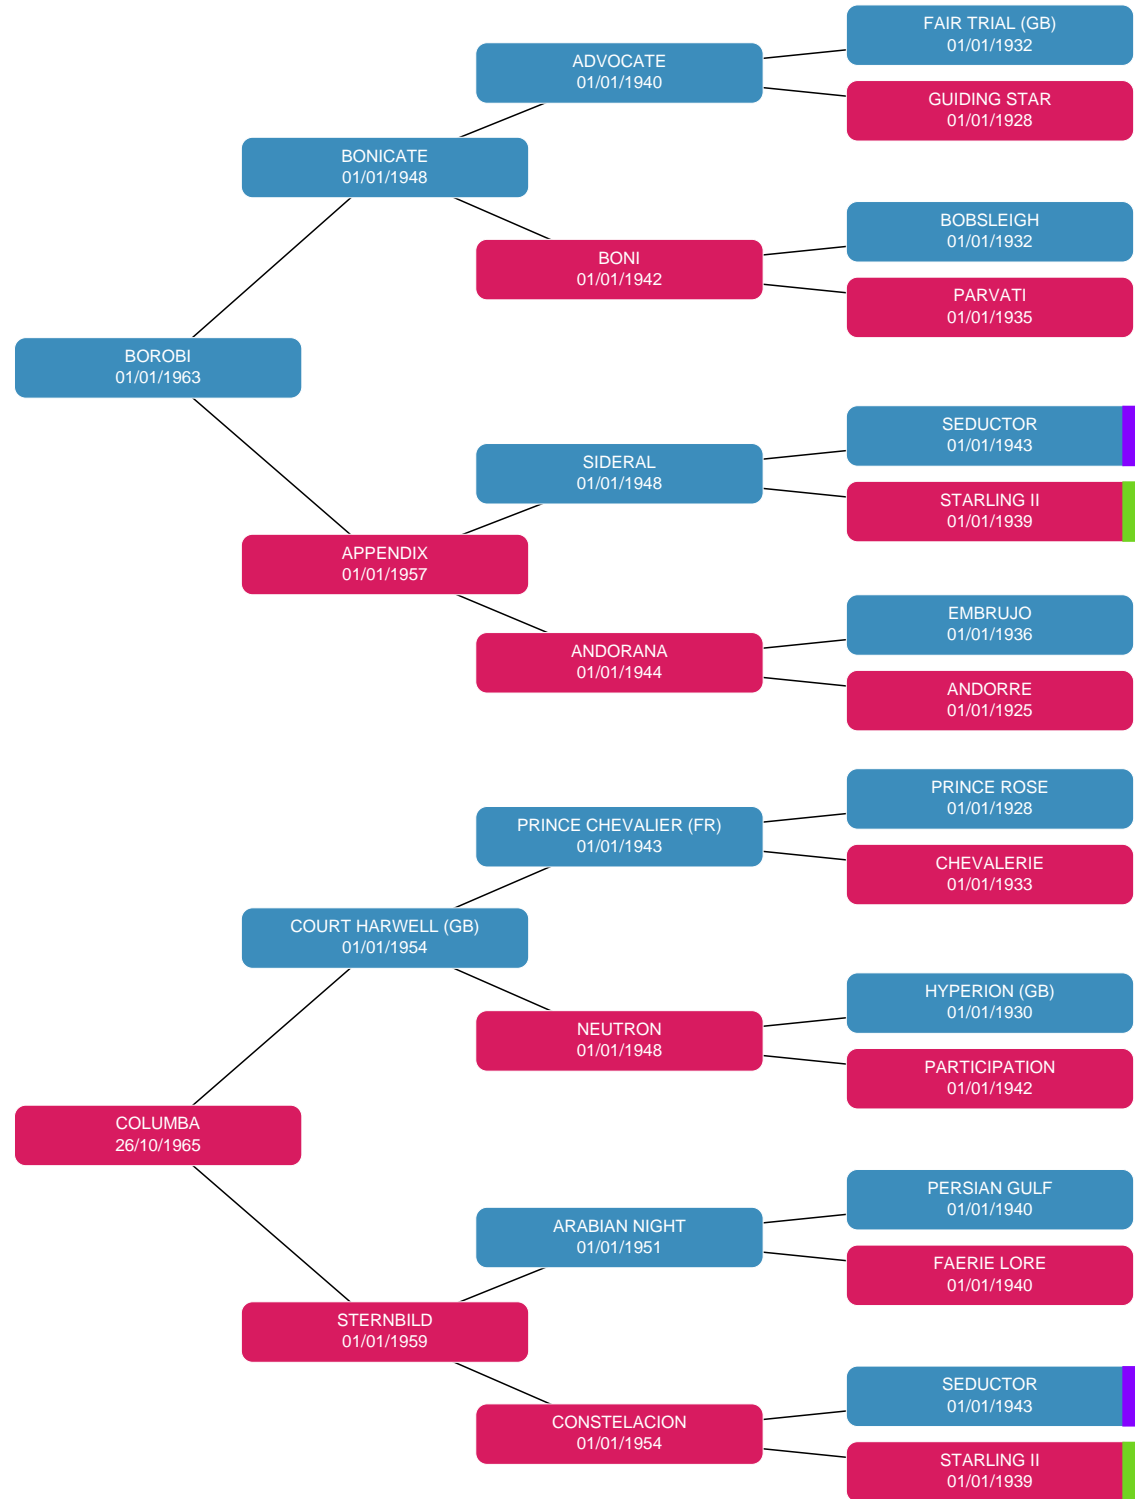 FAIR TRIAL (GB)
01/01/1932
ADVOCATE
01/01/1940
GUIDING STAR
01/01/1928
BONICATE
01/01/1948
BOBSLEIGH
01/01/1932
BONI
01/01/1942
PARVATI
01/01/1935
BOROBI
01/01/1963
SEDUCTOR
01/01/1943
SIDERAL
01/01/1948
STARLING II
01/01/1939
APPENDIX
01/01/1957
EMBRUJO
01/01/1936
ANDORANA
01/01/1944
ANDORRE
01/01/1925
PRINCE ROSE
01/01/1928
PRINCE CHEVALIER (FR)
01/01/1943
CHEVALERIE
01/01/1933
COURT HARWELL (GB)
01/01/1954
HYPERION (GB)
01/01/1930
NEUTRON
01/01/1948
PARTICIPATION
01/01/1942
COLUMBA
26/10/1965
PERSIAN GULF
01/01/1940
ARABIAN NIGHT
01/01/1951
FAERIE LORE
01/01/1940
STERNBILD
01/01/1959
SEDUCTOR
01/01/1943
CONSTELACION
01/01/1954
STARLING II
01/01/1939